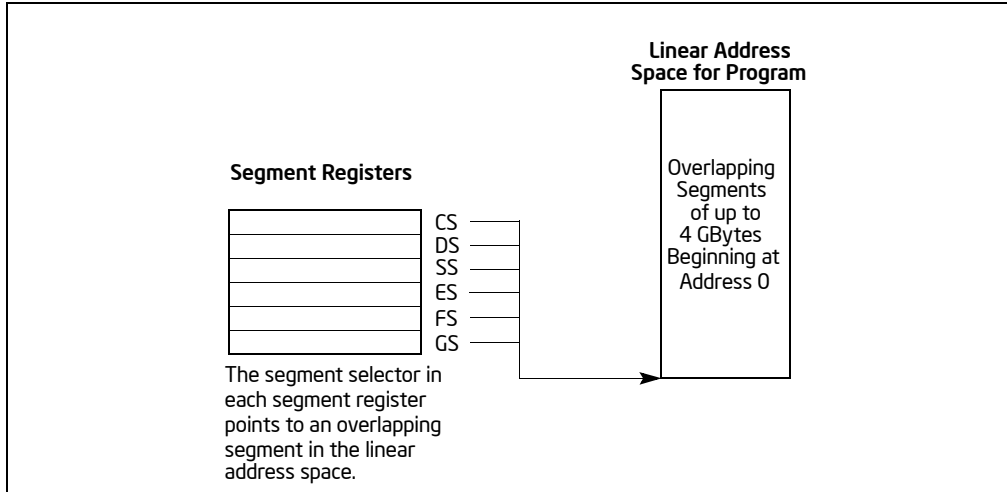 Linear Address
Space for Program
Overlapping
Segments
of up to
4 GBytes
Beginning at
Address 0
Segment Registers
CS
DS
SS
ES
FS
GS
The segment selector in
each segment register
points to an overlapping
segment in the linear
address space.